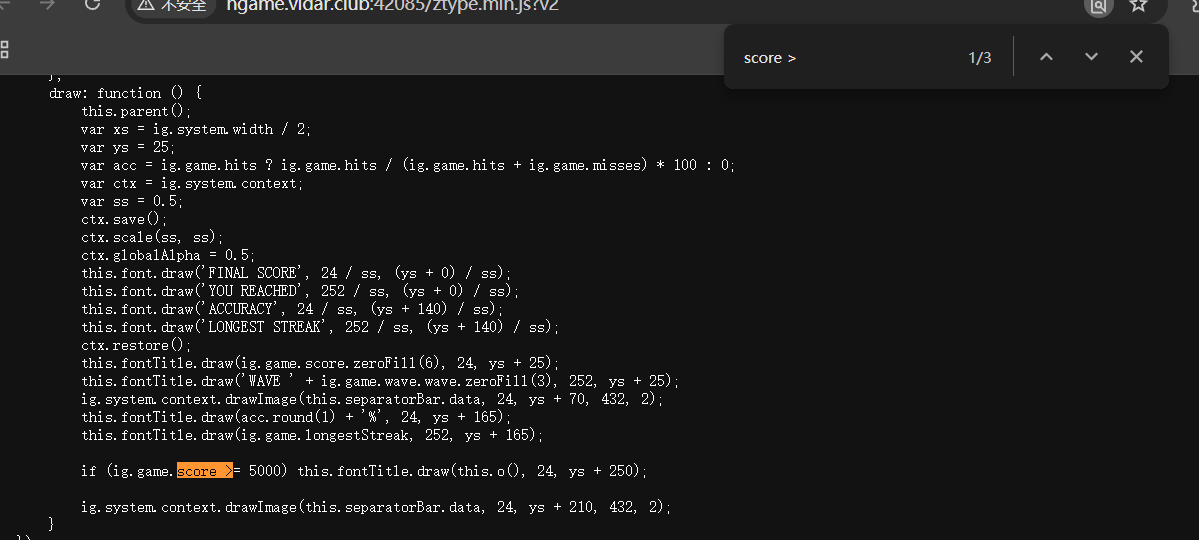 不安全 hgame.vidar.club:42085/ztype.min.js?v2
score > 1/3
},
draw: function () {
this.parent();
var xs = ig.system.width / 2;
var ys = 25;
var acc = ig.game.hits ? ig.game.hits / (ig.game.hits + ig.game.misses) * 100 : 0;
var ctx = ig.system.context;
var ss = 0.5;
ctx.save();
ctx.scale(ss, ss);
ctx.globalAlpha = 0.5;
this.font.draw('FINAL SCORE', 24 / ss, (ys + 0) / ss);
this.font.draw('YOU REACHED', 252 / ss, (ys + 0) / ss);
this.font.draw('ACCURACY', 24 / ss, (ys + 140) / ss);
this.font.draw('LONGEST STREAK', 252 / ss, (ys + 140) / ss);
ctx.restore();
this.fontTitle.draw(ig.game.score.zeroFill(6), 24, ys + 25);
this.fontTitle.draw('WAVE ' + ig.game.wave.wave.zeroFill(3), 252, ys + 25);
ig.system.context.drawImage(this.separatorBar.data, 24, ys + 70, 432, 2);
this.fontTitle.draw(acc.round(1) + '%', 24, ys + 165);
this.fontTitle.draw(ig.game.longestStreak, 252, ys + 165);
if (ig.game.score >= 5000) this.fontTitle.draw(this.o(), 24, ys + 250);
ig.system.context.drawImage(this.separatorBar.data, 24, ys + 210, 432, 2);
}